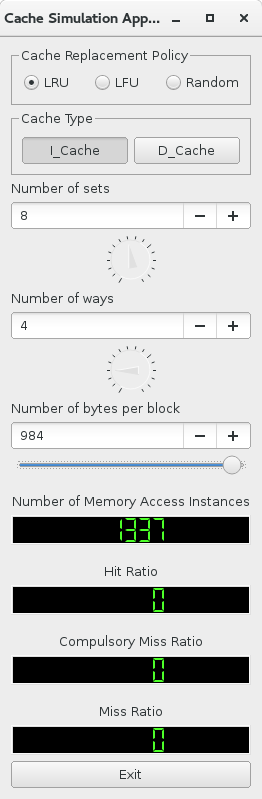 Cache Simulation App...
Cache Replacement Policy
LRU LFU Random
Cache Type
I_Cache D_Cache
Number of sets
8
Number of ways
4
Number of bytes per block
984
Number of Memory Access Instances
1337
Hit Ratio
0
Compulsory Miss Ratio
0
Miss Ratio
0
Exit